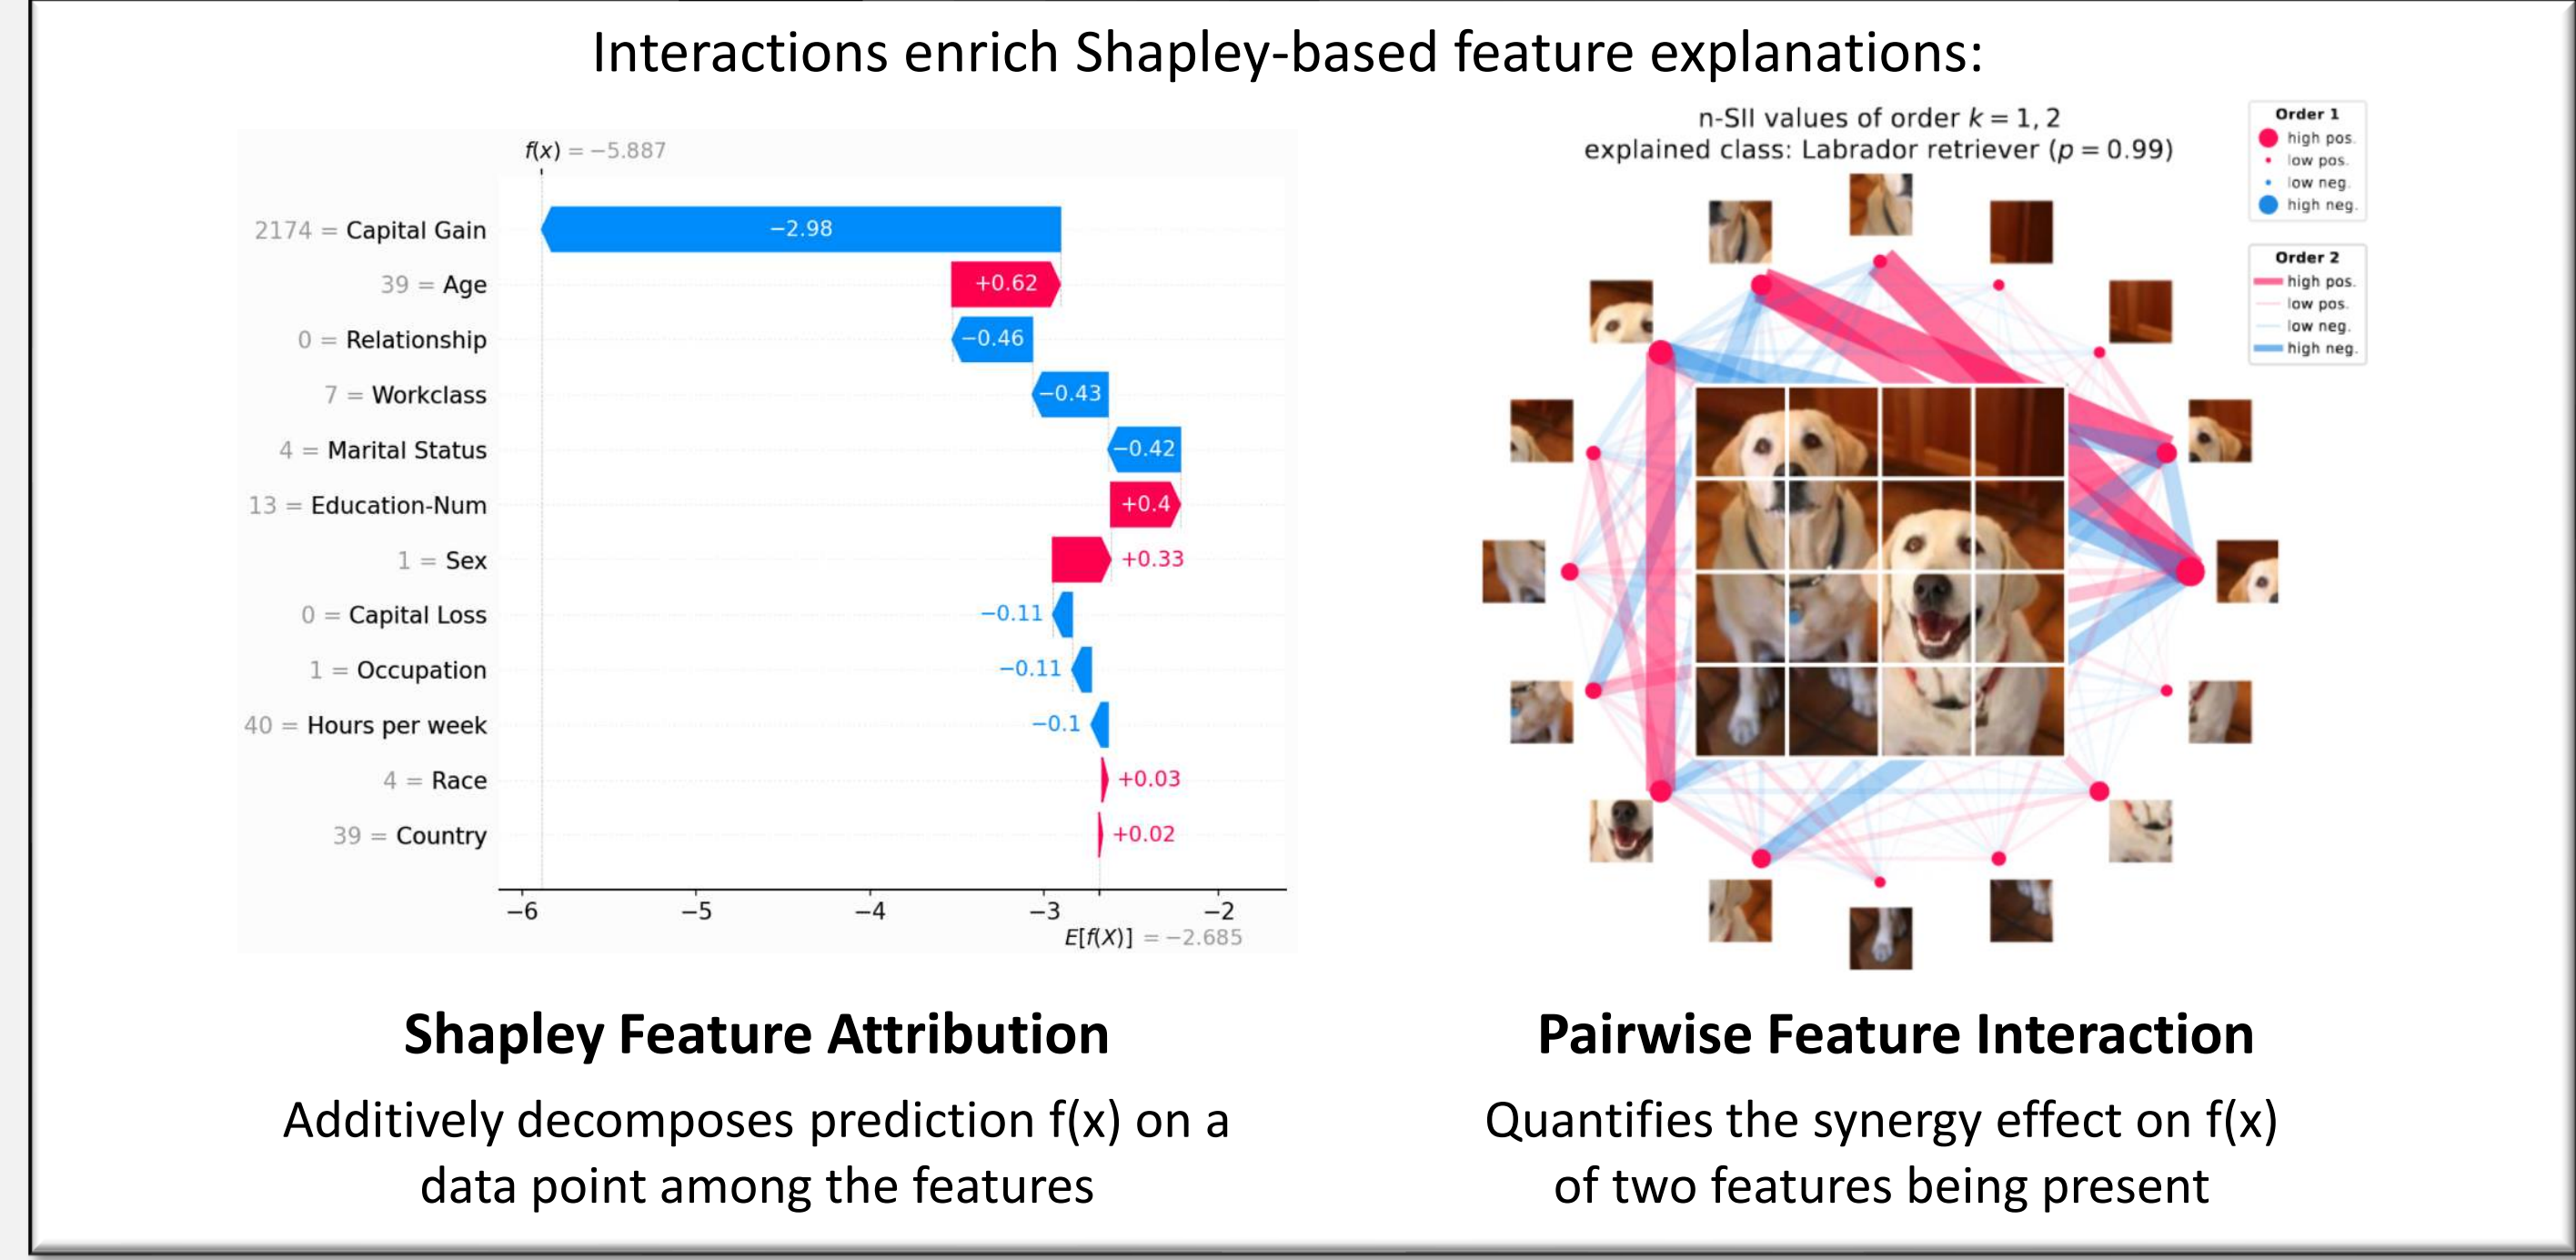 Interactions enrich Shapley-based feature explanations:
f(x) = −5.887
2174 = Capital Gain
−2.98
39 = Age
+0.62
0 = Relationship
−0.46
7 = Workclass
−0.43
4 = Marital Status
−0.42
13 = Education-Num
+0.4
1 = Sex
+0.33
0 = Capital Loss
−0.11
1 = Occupation
−0.11
40 = Hours per week
−0.1
4 = Race
+0.03
39 = Country
+0.02
−6 −5 −4 −3 −2
E[f(X)] = −2.685
Shapley Feature Attribution
Additively decomposes prediction f(x) on a
data point among the features
n-SII values of order k = 1, 2
explained class: Labrador retriever (p = 0.99)
Order 1
high pos.
low pos.
low neg.
high neg.
Order 2
high pos.
low pos.
low neg.
high neg.
Pairwise Feature Interaction
Quantifies the synergy effect on f(x)
of two features being present